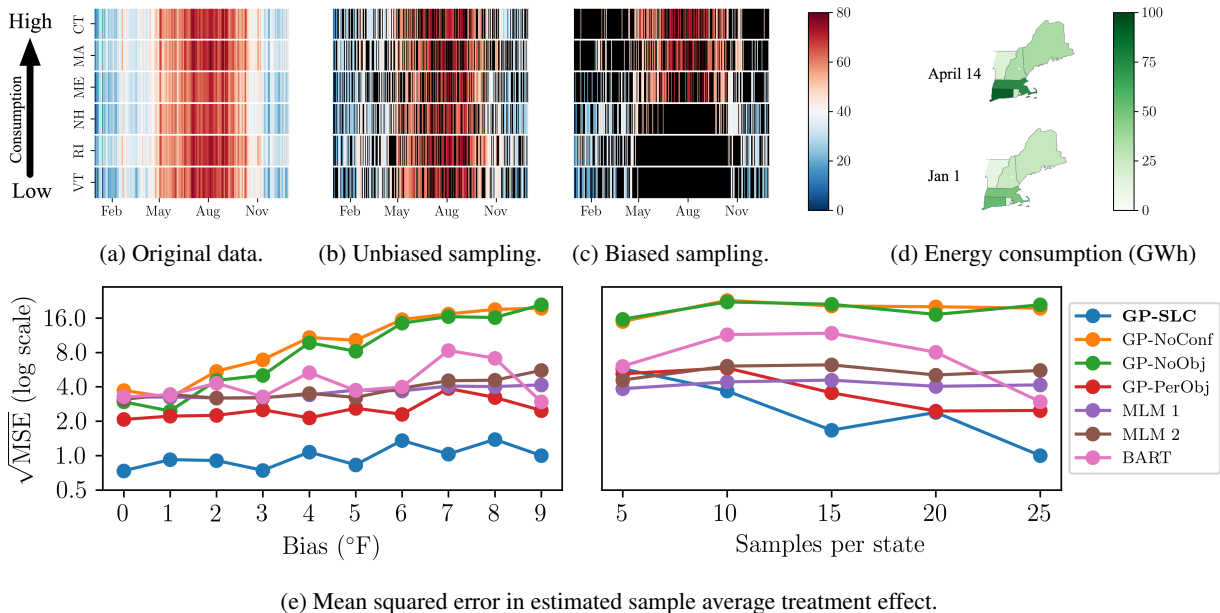 High
Consumption
Low
CT
MA
ME
NH
RI
VT
Feb May Aug Nov
Feb May Aug Nov
Feb May Aug Nov
80
60
40
20
0
April 14
Jan 1
100
75
50
25
0
(a) Original data.
(b) Unbiased sampling.
(c) Biased sampling.
(d) Energy consumption (GWh)
√MSE (log scale)
16.0
8.0
4.0
2.0
1.0
0.5
0 1 2 3 4 5 6 7 8 9
Bias (°F)
5 10 15 20 25
Samples per state
GP-SLC
GP-NoConf
GP-NoObj
GP-PerObj
MLM 1
MLM 2
BART
(e) Mean squared error in estimated sample average treatment effect.